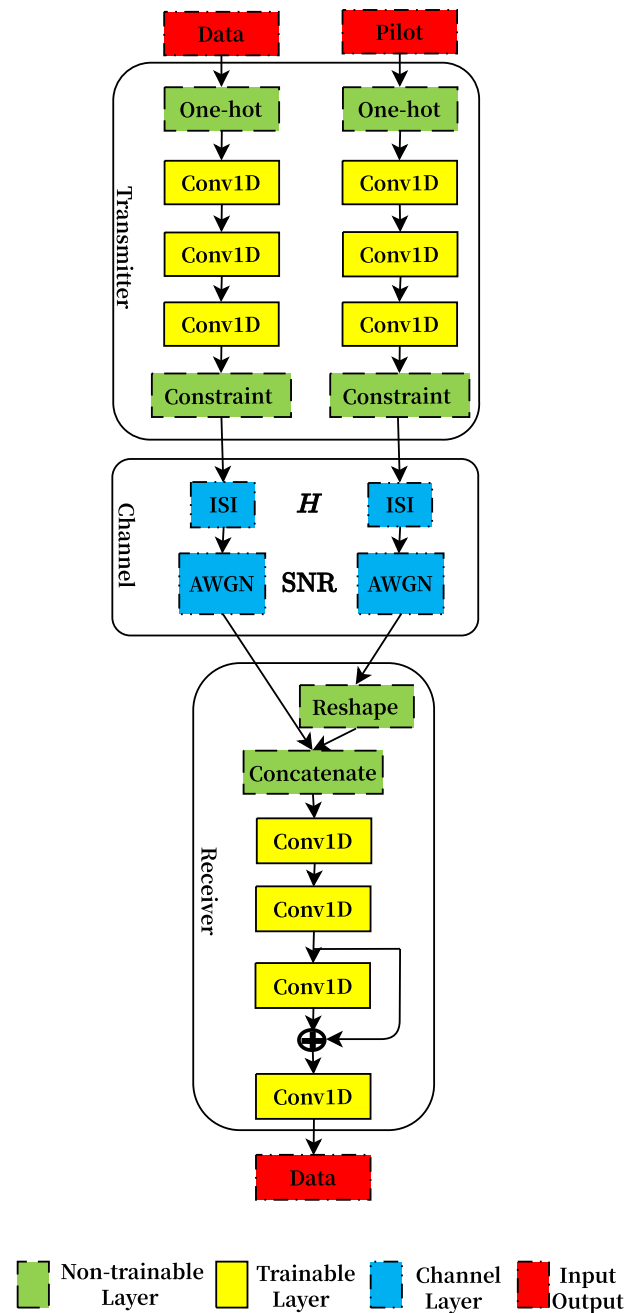 Data
Pilot
One-hot
One-hot
Conv1D
Conv1D
Conv1D
Conv1D
Conv1D
Conv1D
Constraint
Constraint
Transmitter
ISI
H
ISI
AWGN
SNR
AWGN
Channel
Reshape
Concatenate
Conv1D
Conv1D
Conv1D
Conv1D
Receiver
Data
Non-trainable
Layer
Trainable
Layer
Channel
Layer
Input
Output